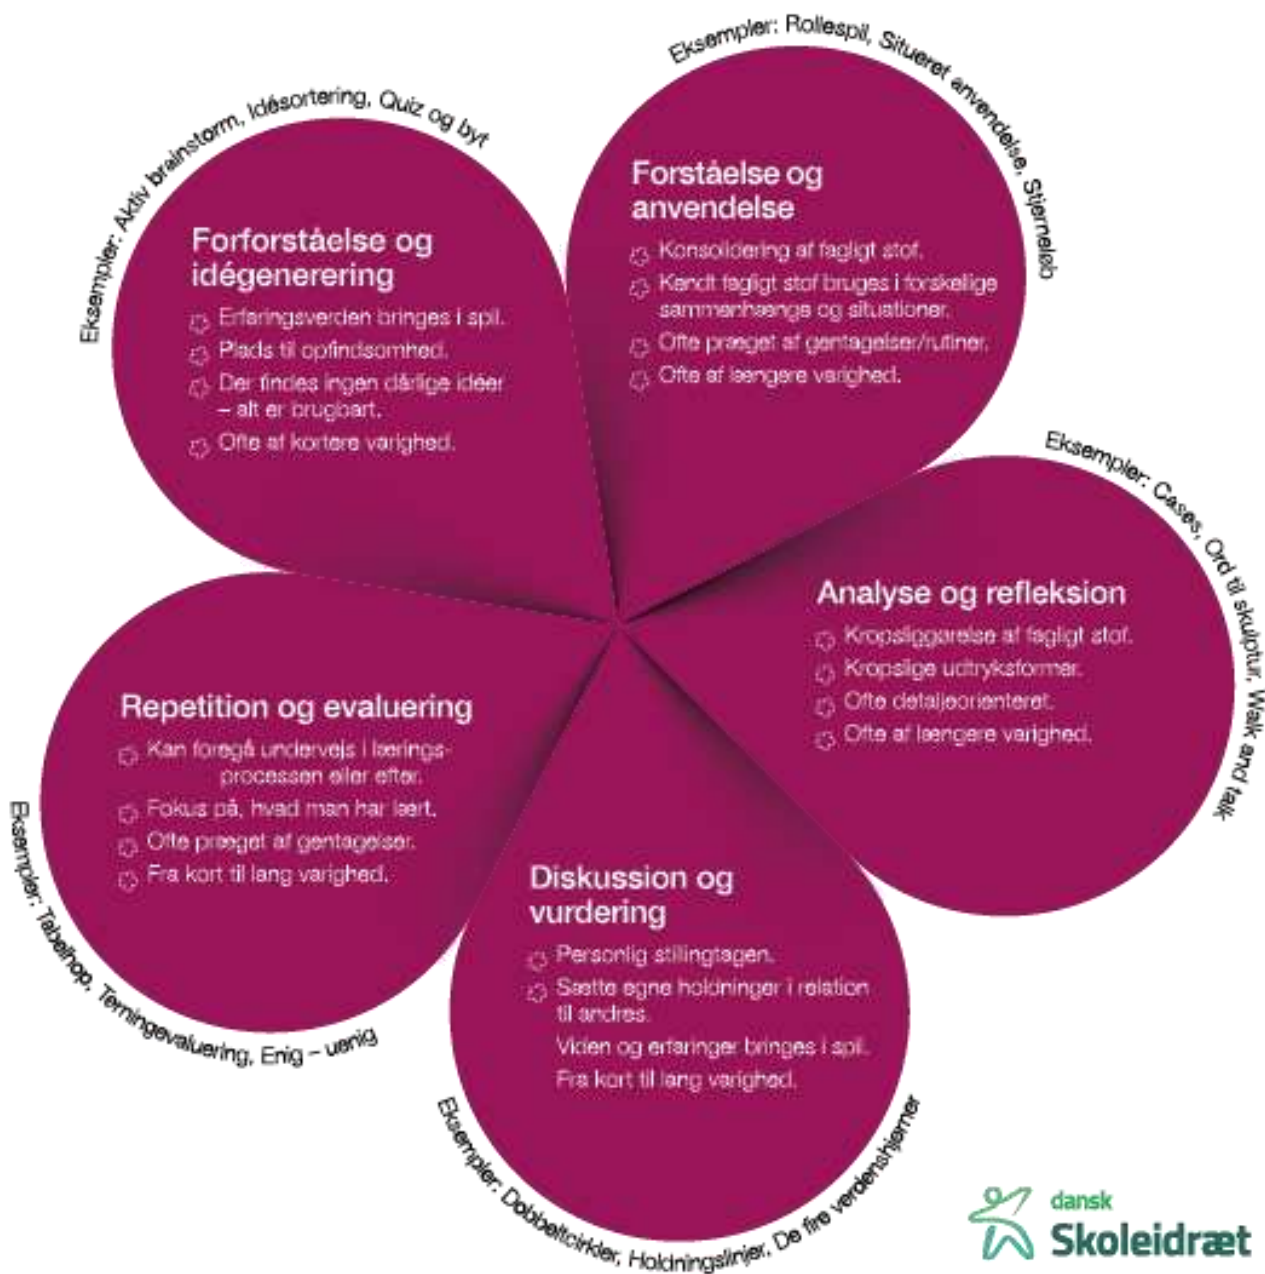 Eksempler: Aktiv brainstorm, Idésortering, Quiz og byt
Forforståelse og
idégenerering
Erfaringsverden bringes i spil.
Plads til opfindsomhed.
Der findes ingen dårlige idéer
– alt er brugbart.
Ofte af kortere varighed.
Eksempler: Rollespil, Situeret anvendelse, Stjerneløb
Forståelse og
anvendelse
Konsolidering af fagligt stof.
Kendt fagligt stof bruges i forskellige
sammenhænge og situationer.
Ofte præget af gentagelser/rutiner.
Ofte af længere varighed.
Eksempler: Cases, Ord til skulptur, Walk and talk
Analyse og refleksion
Kropsliggørelse af fagligt stof.
Kropslige udtryksformer.
Ofte detaljeorienteret.
Ofte af længere varighed.
Diskussion og
vurdering
Personlig stillingtagen.
Sætte egne holdninger i relation
til andres.
Viden og erfaringer bringes i spil.
Fra kort til lang varighed.
Eksempler: Dobbeltcirkler, Holdningslinjer, De fire verdenshjørner
Repetition og evaluering
Kan foregå undervejs i lærings-
processen eller efter.
Fokus på, hvad man har lært.
Ofte præget af gentagelser.
Fra kort til lang varighed.
Eksempler: Tabelhop, Terningevaluering, Enig – uenig
dansk
Skoleidræt